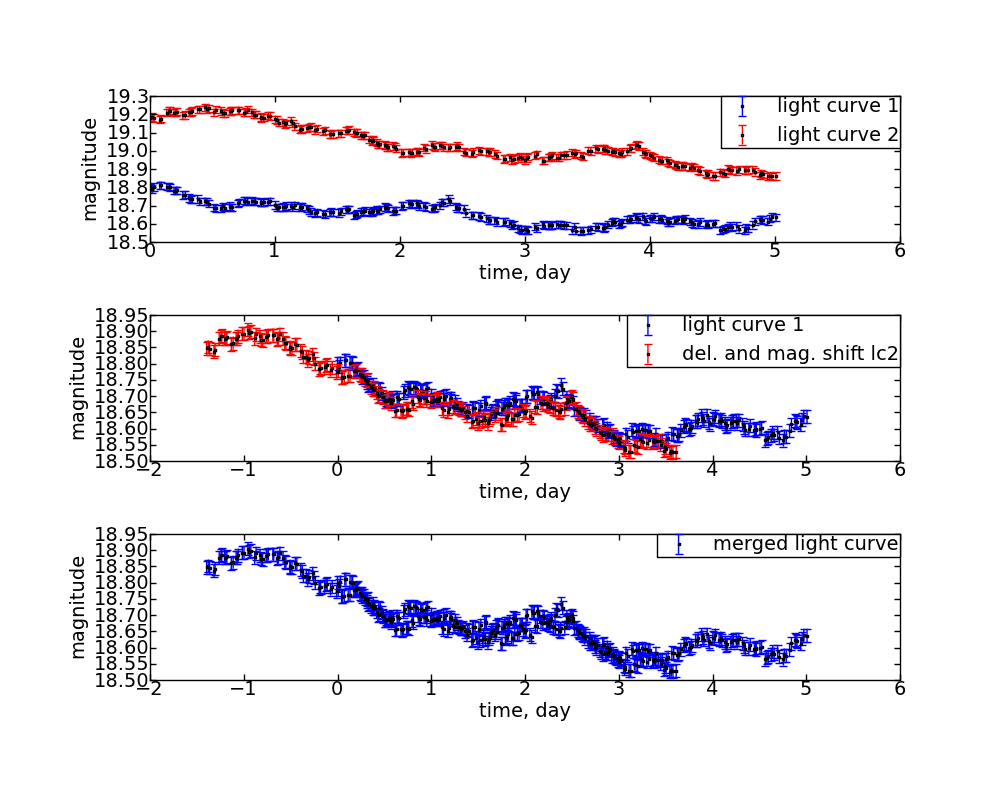 19.3
19.2
19.1
19.0
18.9
18.8
18.7
18.6
18.5
magnitude
light curve 1
light curve 2
0 1 2 3 4 5 6
time, day
18.95
18.90
18.85
18.80
18.75
18.70
18.65
18.60
18.55
18.50
magnitude
light curve 1
del. and mag. shift lc2
−2 −1 0 1 2 3 4 5 6
time, day
18.95
18.90
18.85
18.80
18.75
18.70
18.65
18.60
18.55
18.50
magnitude
merged light curve
−2 −1 0 1 2 3 4 5 6
time, day